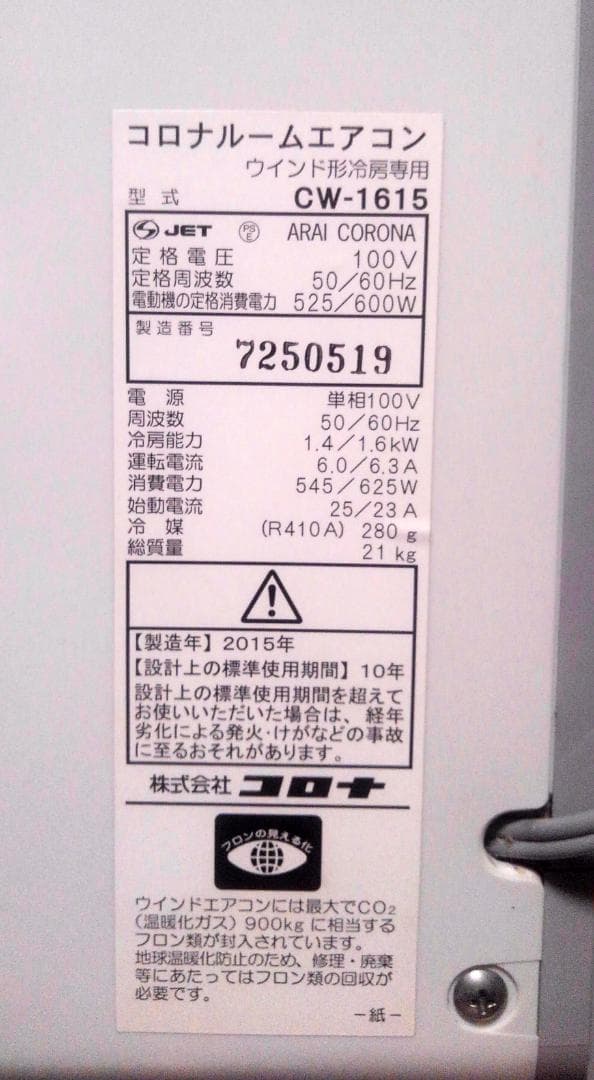 コロナルームエアコン
ウインド形冷房専用
型式 CW-1615
JET PSE ARAI CORONA
定格電圧 100V
定格周波数 50/60Hz
電動機の定格消費電力 525/600W
製造番号
7250519
電源 単相100V
周波数 50/60Hz
冷房能力 1.4/1.6kW
運転電流 6.0/6.3A
消費電力 545/625W
始動電流 25/23A
冷媒 (R410A) 280g
総質量 21kg
【製造年】2015年
【設計上の標準使用期間】10年
設計上の標準使用期間を超えて
お使いいただいた場合は、経年
劣化による発火・けがなどの事故
に至るおそれがあります。
株式会社 コロナ
フロンの見える化
ウインドエアコンには最大でCO₂
(温暖化ガス) 900kgに相当する
フロン類が封入されています。
地球温暖化防止のため、修理・廃棄
等にあたってはフロン類の回収が
必要です。
-紙-